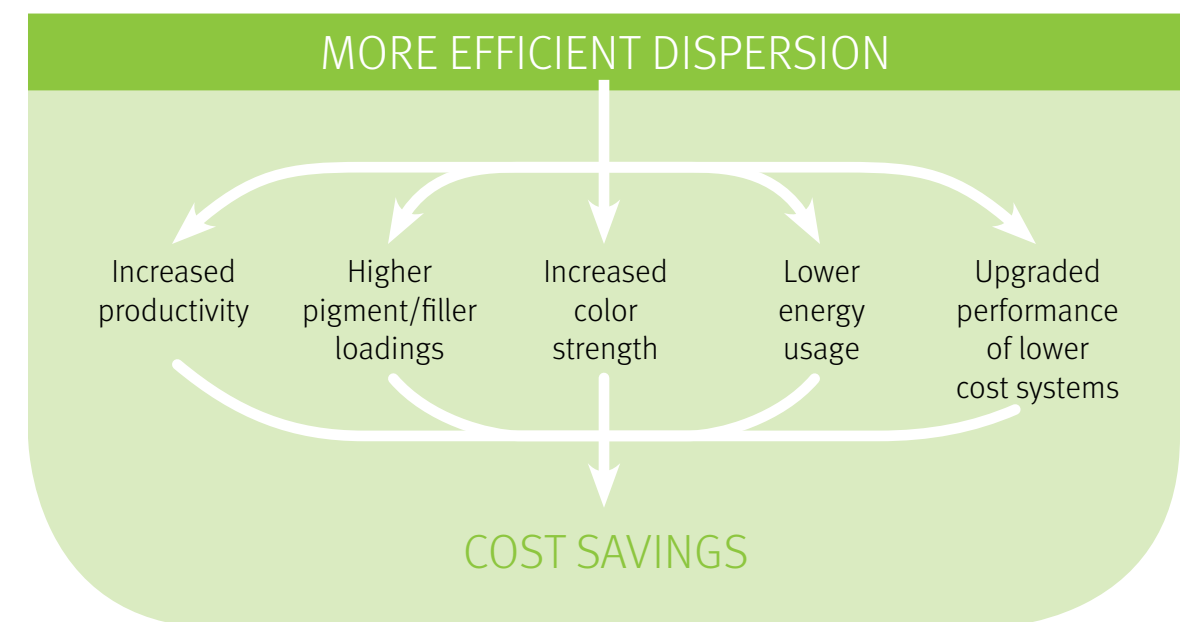 MORE EFFICIENT DISPERSION
Increased
productivity
Higher
pigment/filler
loadings
Increased
color
strength
Lower
energy
usage
Upgraded
performance
of lower
cost systems
COST SAVINGS